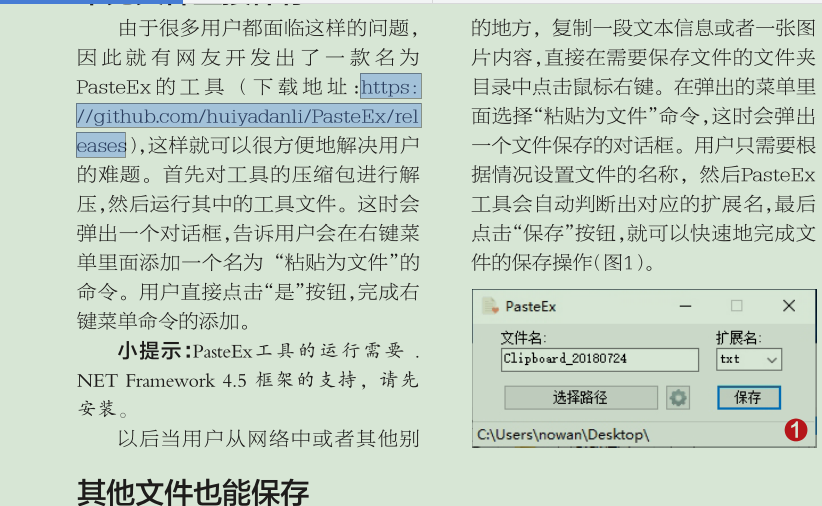 由于很多用户都面临这样的问题,
因此就有网友开发出了一款名为
PasteEx的工具（下载地址:https:
//github.com/huiyadanli/PasteEx/rel
eases),这样就可以很方便地解决用户
的难题。首先对工具的压缩包进行解
压,然后运行其中的工具文件。这时会
弹出一个对话框,告诉用户会在右键菜
单里面添加一个名为“粘贴为文件”的
命令。用户直接点击“是”按钮,完成右
键菜单命令的添加。
小提示:PasteEx工具的运行需要.
NET Framework 4.5 框架的支持，请先
安装。
以后当用户从网络中或者其他别
其他文件也能保存
的地方，复制一段文本信息或者一张图
片内容,直接在需要保存文件的文件夹
目录中点击鼠标右键。在弹出的菜单里
面选择“粘贴为文件”命令,这时会弹出
一个文件保存的对话框。用户只需要根
据情况设置文件的名称，然后PasteEx
工具会自动判断出对应的扩展名,最后
点击“保存”按钮,就可以快速地完成文
件的保存操作(图1)。
PasteEx
文件名: 扩展名:
Clipboard_20180724 txt
选择路径 保存
C:\Users\nowan\Desktop\
1